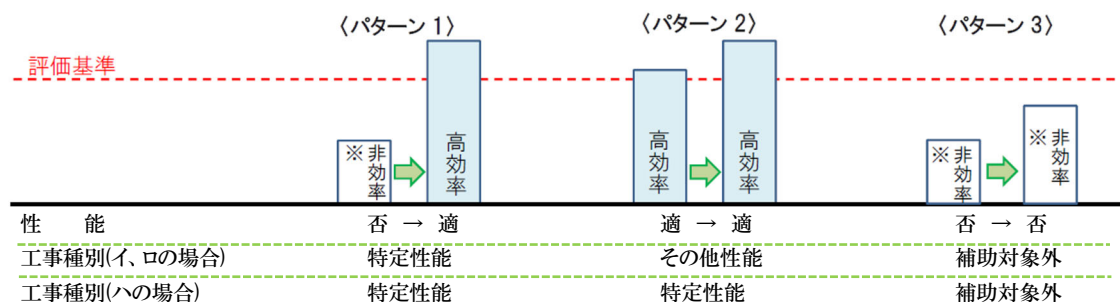 〈パターン 1〉 〈パターン 2〉 〈パターン 3〉
評価基準
※非効率
高効率
高効率
高効率
※非効率
※非効率
性　　能 否 → 適 適 → 適 否 → 否
工事種別(イ、ロの場合) 特定性能 その他性能 補助対象外
工事種別(ハの場合) 特定性能 特定性能 補助対象外